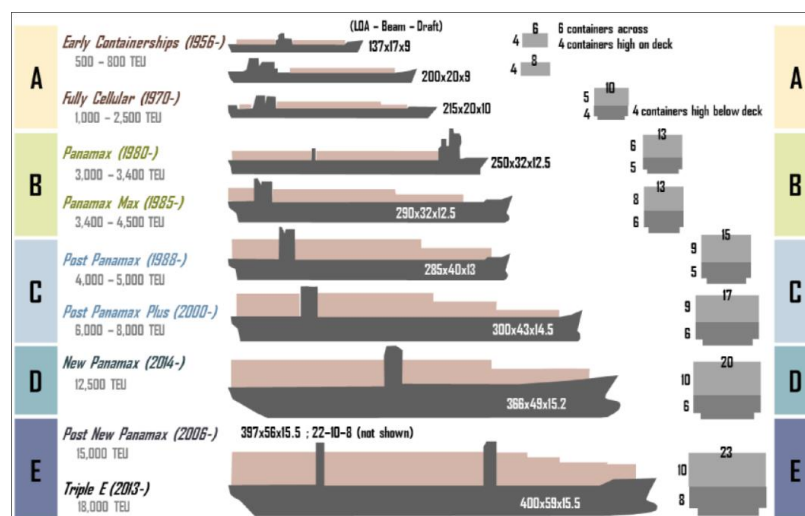 (LOA – Beam – Draft)
A
Early Containerships (1956-)
500 – 800 TEU
137x17x9
6
4
6 containers across
4 containers high on deck
A
200x20x9
8
4
Fully Cellular (1970-)
1,000 – 2,500 TEU
215x20x10
10
5
4
4 containers high below deck
B
Panamax (1980-)
3,000 – 3,400 TEU
250x32x12.5
13
6
5
B
Panamax Max (1985-)
3,400 – 4,500 TEU
290x32x12.5
13
8
6
C
Post Panamax (1988-)
4,000 – 5,000 TEU
285x40x13
15
9
5
C
Post Panamax Plus (2000-)
6,000 – 8,000 TEU
300x43x14.5
17
9
6
D
New Panamax (2014-)
12,500 TEU
366x49x15.2
20
10
6
D
E
Post New Panamax (2006-)
15,000 TEU
397x56x15.5 ; 22-10-8 (not shown)
Triple E (2013-)
18,000 TEU
400x59x15.5
23
10
8
E